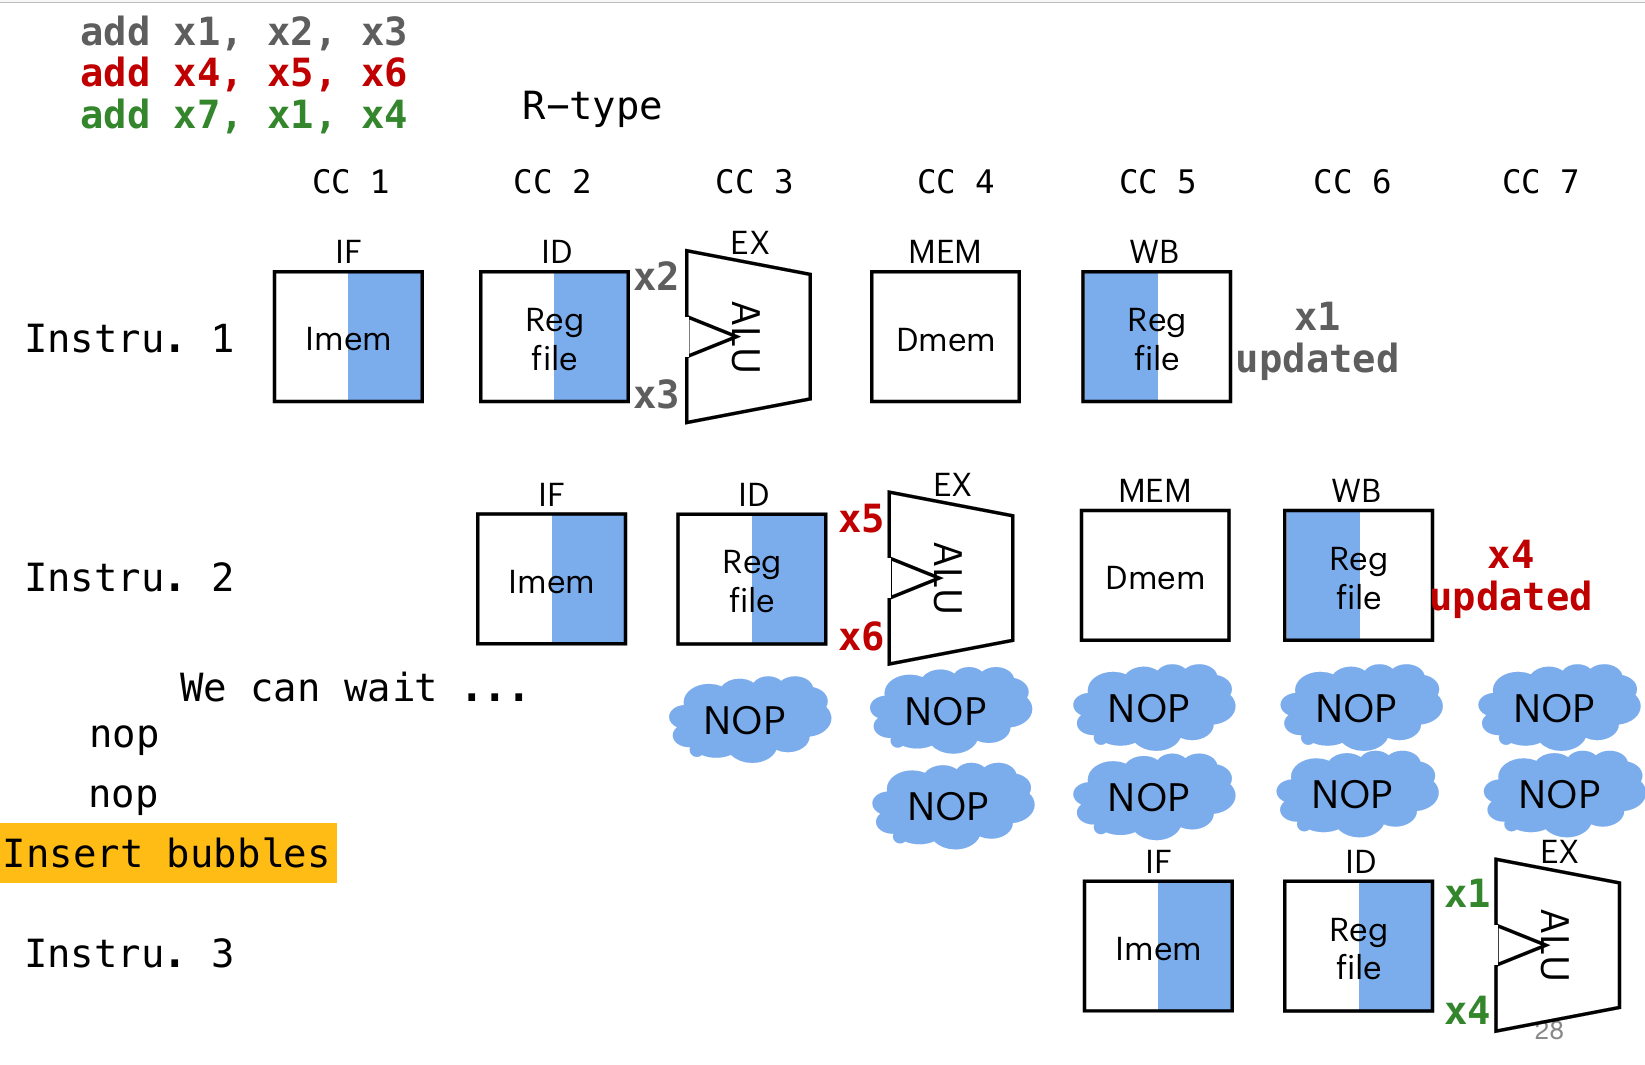 add x1, x2, x3
add x4, x5, x6
add x7, x1, x4
R-type
CC 1 CC 2 CC 3 CC 4 CC 5 CC 6 CC 7
IF ID EX MEM WB
Instru. 1
Imem
Reg
file
x2
x3
ALU
Dmem
Reg
file
x1
updated
IF ID EX MEM WB
Instru. 2
Imem
Reg
file
x5
x6
ALU
Dmem
Reg
file
x4
updated
We can wait ...
nop
NOP NOP NOP NOP NOP
nop
NOP NOP NOP NOP
Insert bubbles
IF ID EX
Instru. 3
Imem
Reg
file
x1
x4
ALU
28